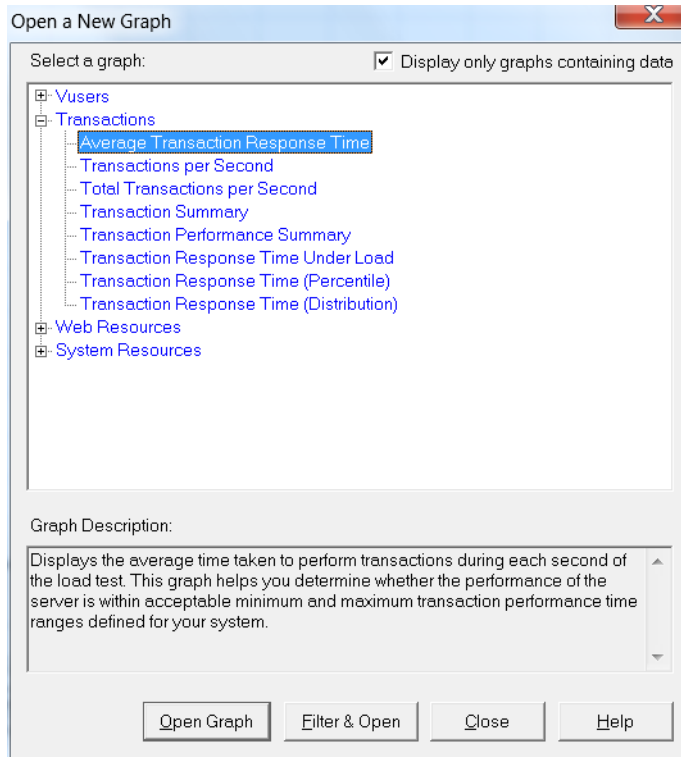 Open a New Graph
X
Select a graph:
Display only graphs containing data
Vusers
Transactions
Average Transaction Response Time
Transactions per Second
Total Transactions per Second
Transaction Summary
Transaction Performance Summary
Transaction Response Time Under Load
Transaction Response Time (Percentile)
Transaction Response Time (Distribution)
Web Resources
System Resources
Graph Description:
Displays the average time taken to perform transactions during each second of
the load test. This graph helps you determine whether the performance of the
server is within acceptable minimum and maximum transaction performance time
ranges defined for your system.
Open Graph
Filter & Open
Close
Help